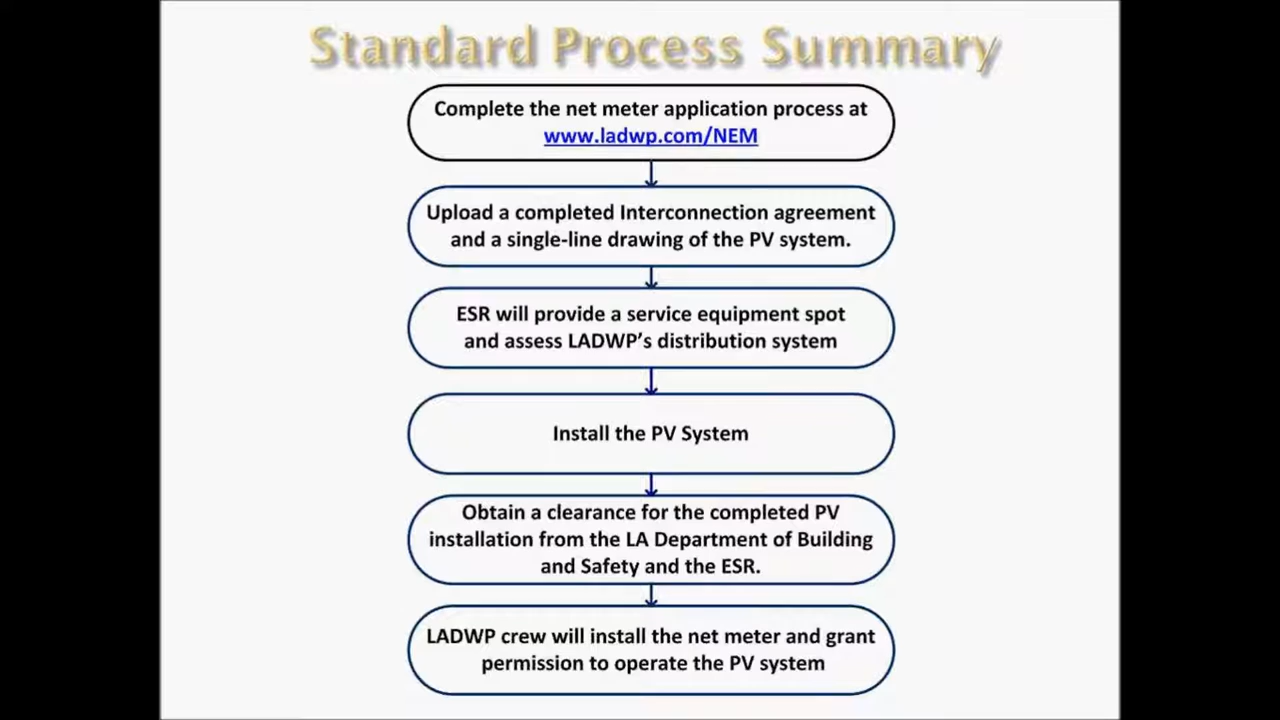 Standard Process Summary
Complete the net meter application process at
www.ladwp.com/NEM
Upload a completed Interconnection agreement
and a single-line drawing of the PV system.
ESR will provide a service equipment spot
and assess LADWP’s distribution system
Install the PV System
Obtain a clearance for the completed PV
installation from the LA Department of Building
and Safety and the ESR.
LADWP crew will install the net meter and grant
permission to operate the PV system